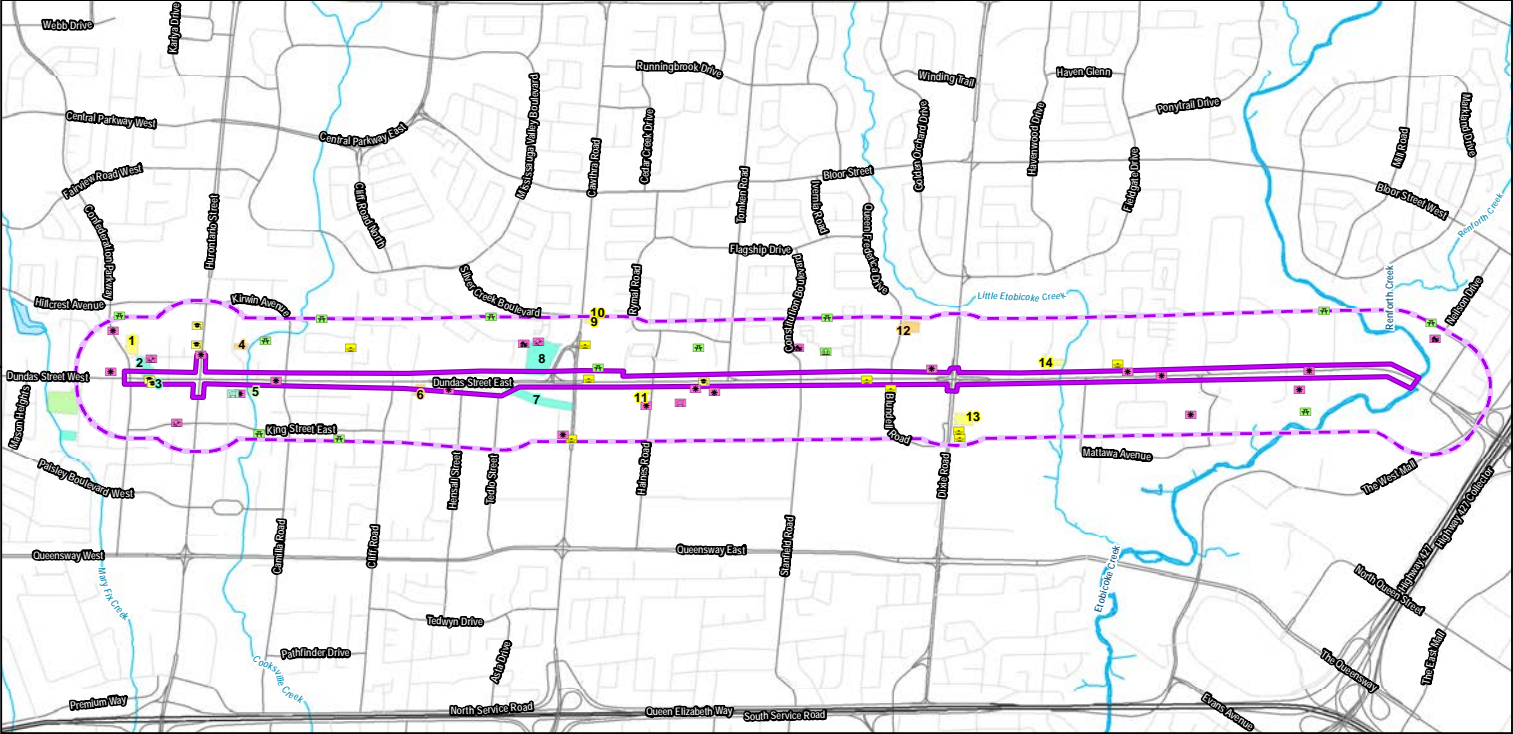 Webb Drive
Kariya Drive
Runningbrook Drive
Winding Trail
Haven Glenn
Ponytrail Drive
Markland Drive
Mill Road
Central Parkway West
Central Parkway East
Mississauga Valley Boulevard
Cawthra Road
Cedar Creek Drive
Tomken Road
Golden Orchard Drive
Havenwood Drive
Fieldgate Drive
Bloor Street
Bloor Street West
Fairview Road West
Cliff Road North
Confederation Parkway
Hurontario Street
Queen Frederica Drive
Renforth Creek
Flagship Drive
Constitution Boulevard
Silver Creek Boulevard
Rymal Road
Little Etobicoke Creek
Renforth Creek
Neilson Drive
Hillcrest Avenue
Kirwin Avenue
10
9
12
1
2
4
8
14
Dundas Street West
3
5
Dundas Street East
6
7
11
13
Mason Heights
King Street East
Blundell Road
Mattawa Avenue
Paisley Boulevard West
Hensall Street
Tedlo Street
Haines Road
Dixie Road
The West Mall
Highway 427 Collector
Camilla Road
Cliff Road
Stanfield Road
Queensway West
Queensway East
Highway 427
North Queen Street
Mary Fix Creek
Etobicoke Creek
Tedwyn Drive
Pathfinder Drive
Asta Drive
The Queensway
The East Mall
Cooksville Creek
Premium Way
North Service Road
Queen Elizabeth Way
South Service Road
Evans Avenue